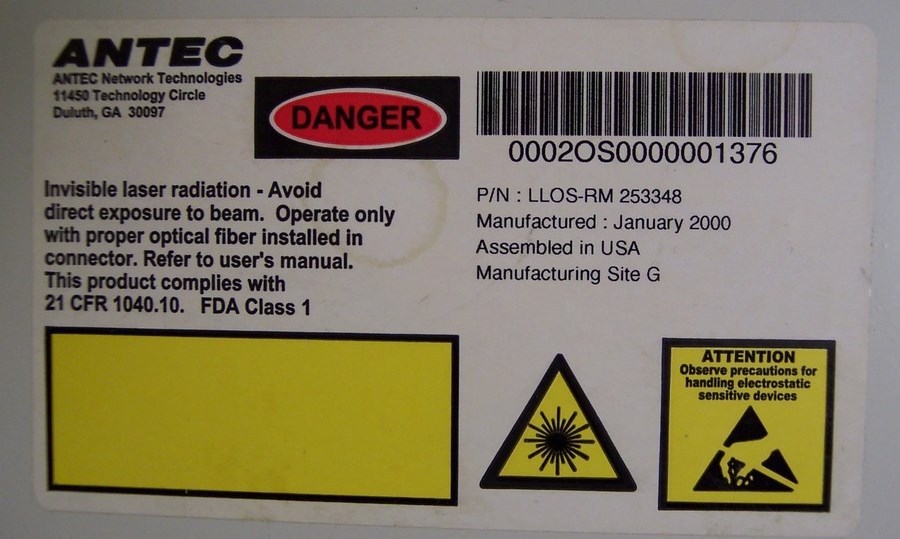 ANTEC
ANTEC Network Technologies
11450 Technology Circle
Duluth, GA 30097
DANGER
0002OS0000001376
Invisible laser radiation - Avoid
direct exposure to beam. Operate only
with proper optical fiber installed in
connector. Refer to user's manual.
This product complies with
21 CFR 1040.10. FDA Class 1
P/N : LLOS-RM 253348
Manufactured : January 2000
Assembled in USA
Manufacturing Site G
ATTENTION
Observe precautions for
handling electrostatic
sensitive devices